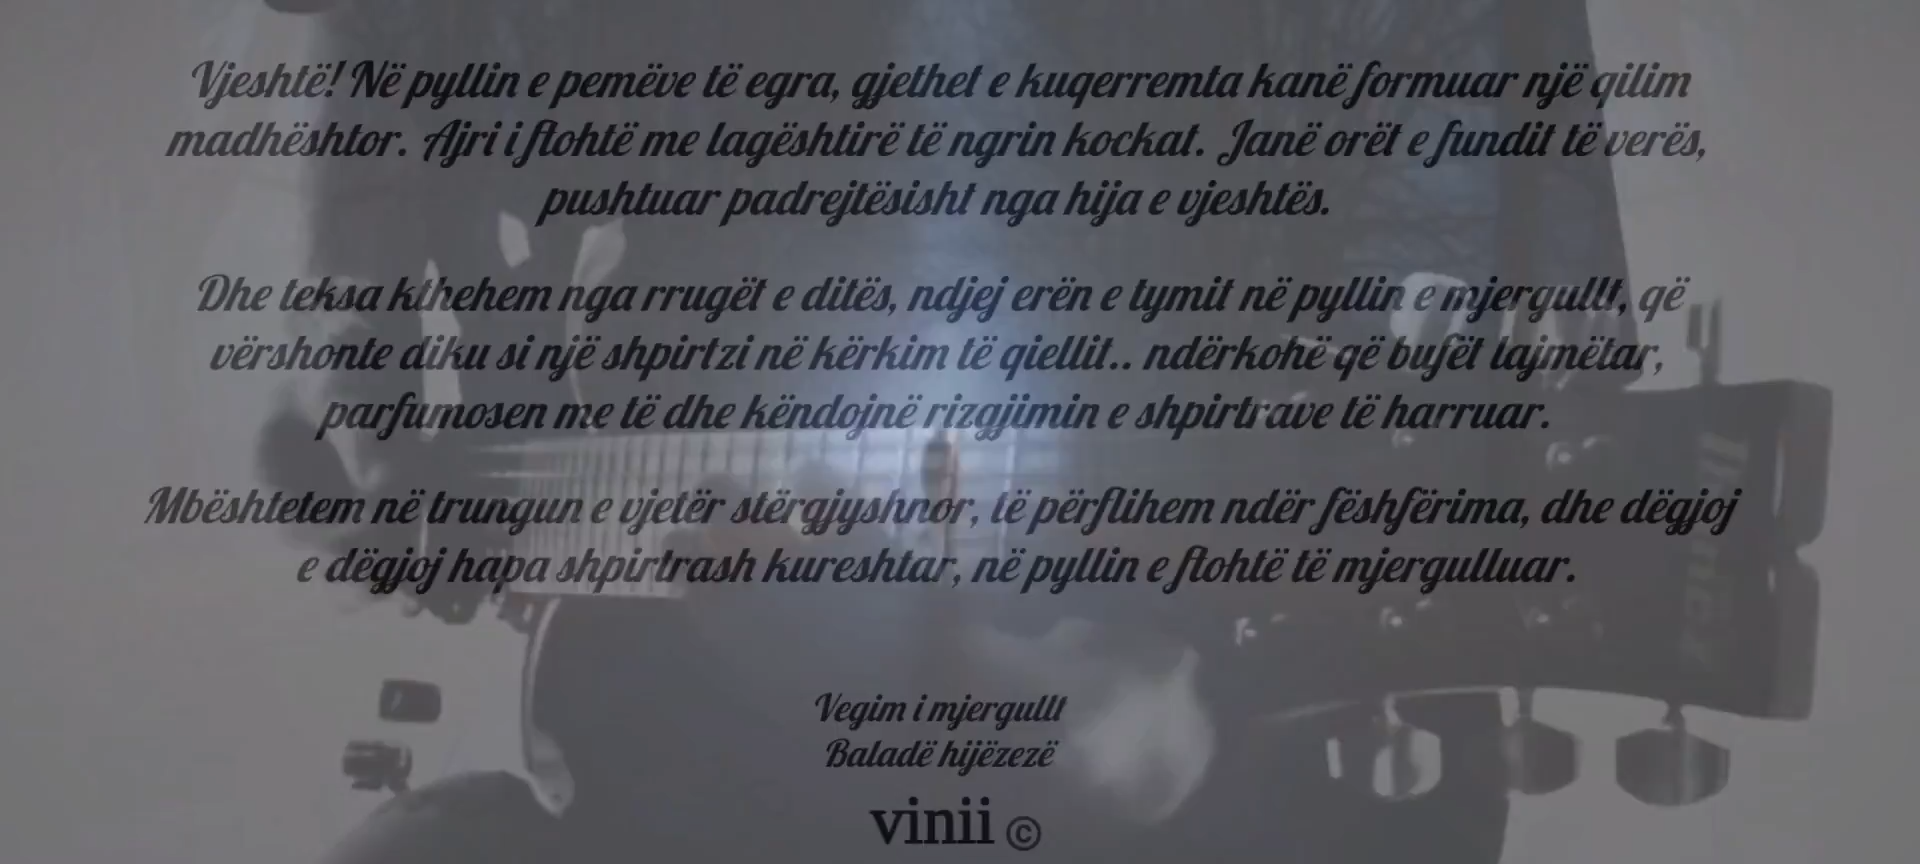 Vjeshtë! Në pyllin e pemëve të egra, gjethet e kuqerremta kanë formuar një qilim
madhështor. Ajri i ftohtë me lagështirë të ngrin kockat. Janë orët e fundit të verës,
pushtuar padrejtësisht nga hija e vjeshtës.
Dhe teksa kthehem nga rrugët e ditës, ndjej erën e tymit në pyllin e mjergullt, që
vërshonte diku si një shpirtzi në kërkim të qiellit.. ndërkohë që bufët lajmëtar,
parfumosen me të dhe këndojnë rizgjimin e shpirtrave të harruar.
Mbështetem në trungun e vjetër stërgjyshnor, të përflihem ndër fëshfërima, dhe dëgjoj
e dëgjoj hapa shpirtrash kureshtar, në pyllin e ftohtë të mjergulluar.
Vegim i mjergullt
Baladë hijëzezë
vinii ©